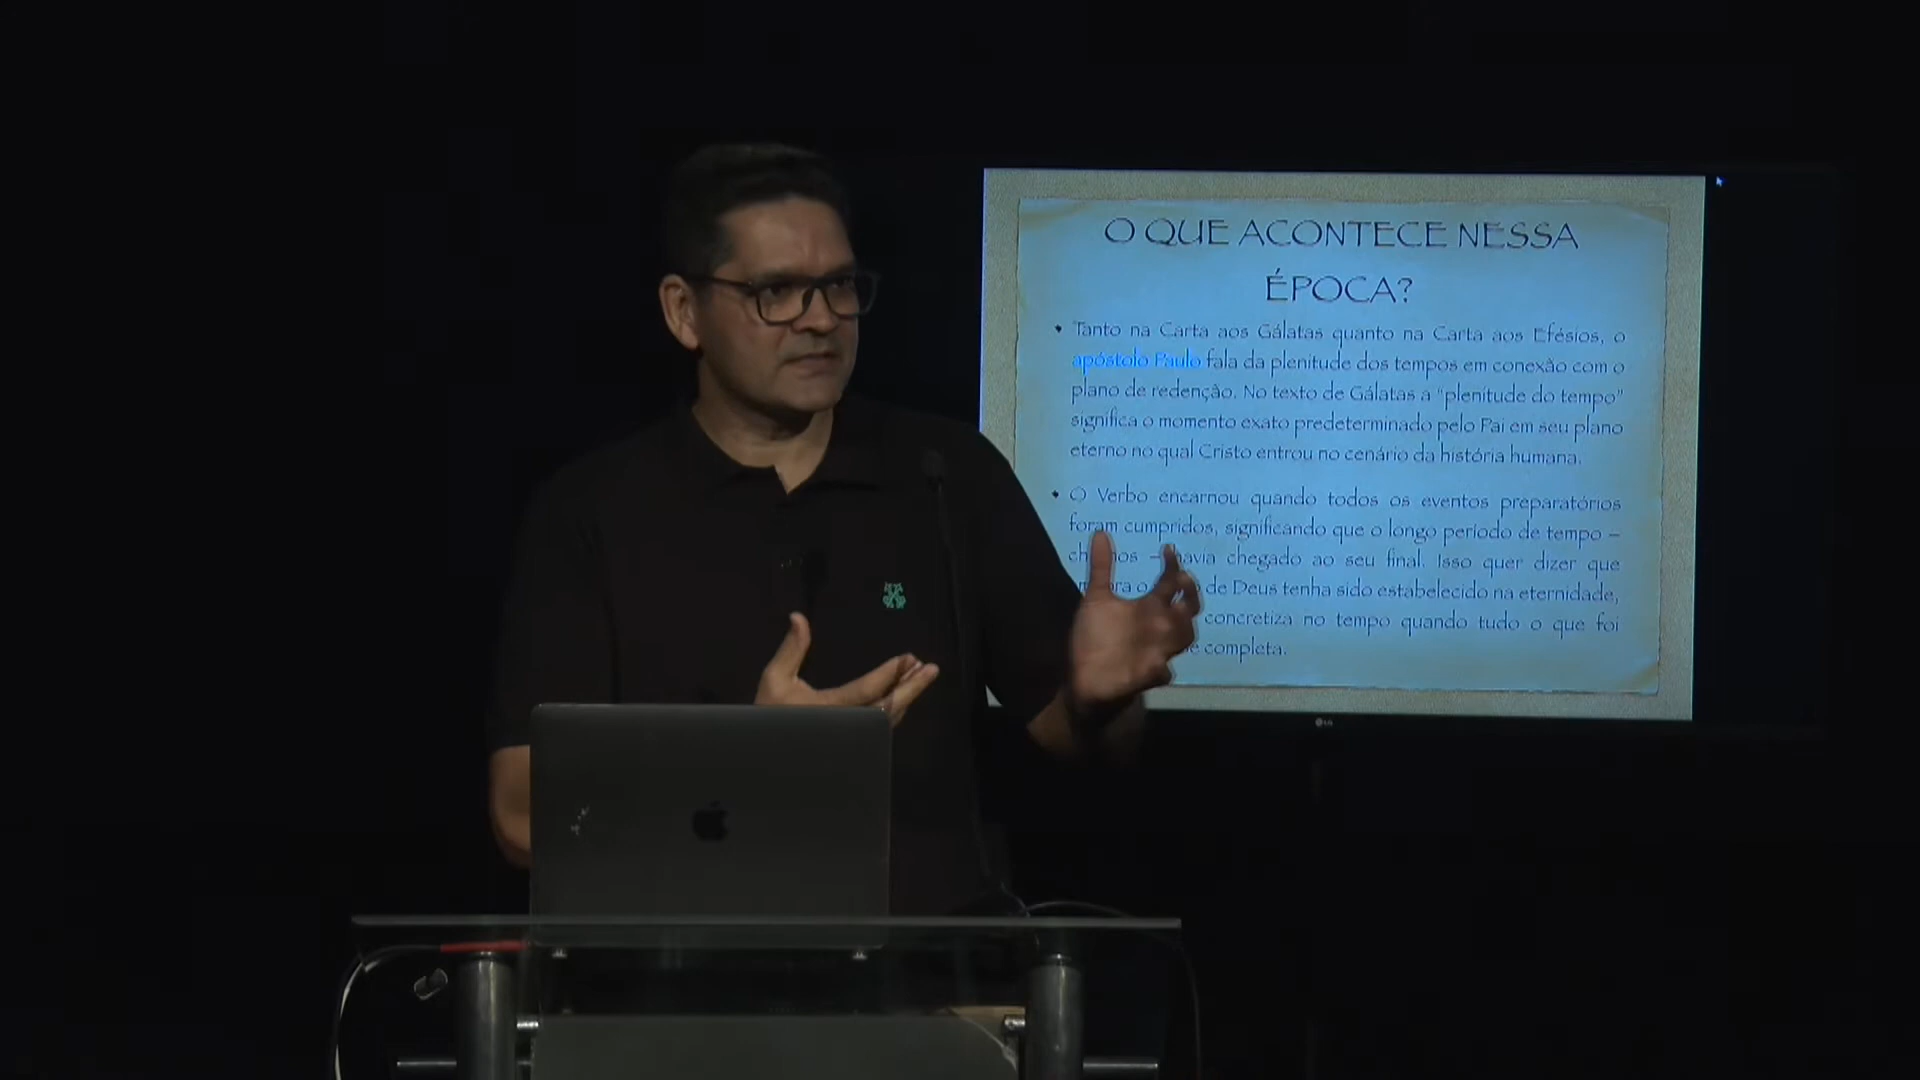 O QUE ACONTECE NESSA
ÉPOCA?
• Tanto na Carta aos Gálatas quanto na Carta aos Efésios, o
apóstolo Paulo fala da plenitude dos tempos em conexão com o
plano de redenção. No texto de Gálatas a "plenitude do tempo"
significa o momento exato predeterminado pelo Pai em seu plano
eterno no qual Cristo entrou no cenário da história humana.
• O Verbo encarnou quando todos os eventos preparatórios
foram cumpridos, significando que o longo período de tempo –
– havia chegado ao seu final. Isso quer dizer que
o de Deus tenha sido estabelecido na eternidade,
concretiza no tempo quando tudo o que foi
completa.
LG